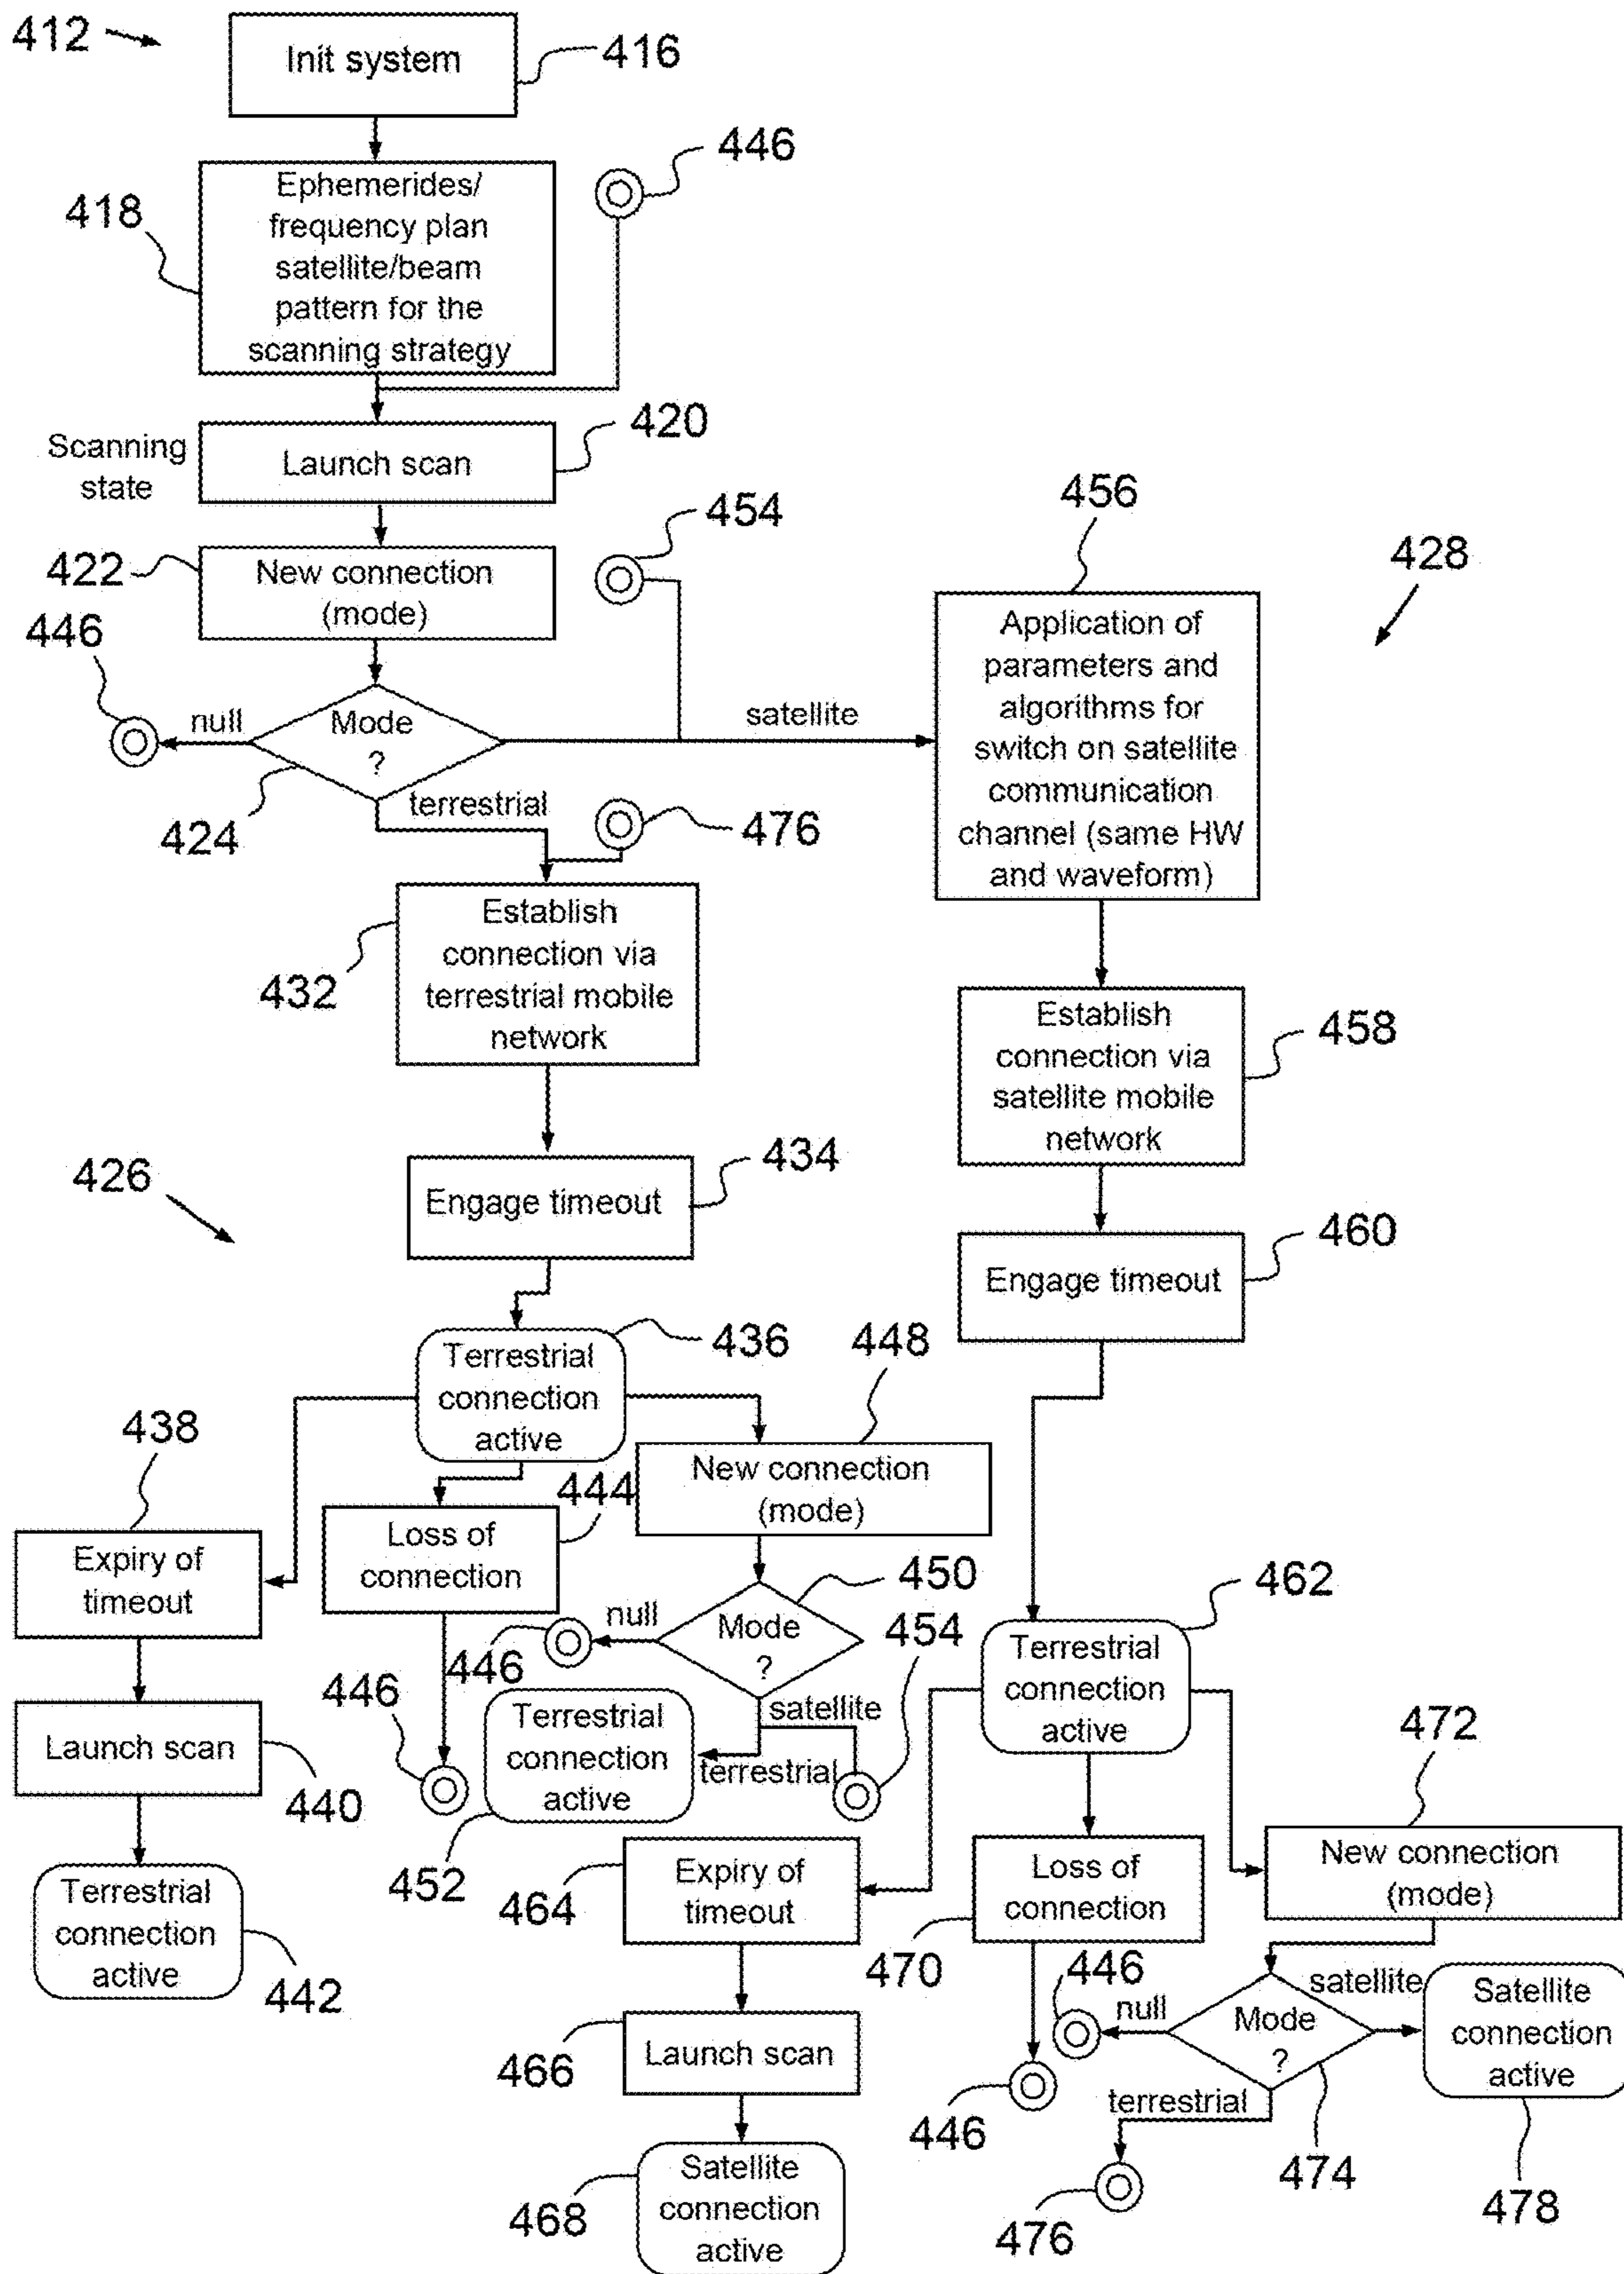 412
Init system
416
446
418
Ephemerides/
frequency plan
satellite/beam
pattern for the
scanning strategy
Scanning
state
Launch scan
420
454
456
428
422
New connection
(mode)
446
null
Mode
?
satellite
424
terrestrial
476
Application of
parameters and
algorithms for
switch on satellite
communication
channel (same HW
and waveform)
432
Establish
connection via
terrestrial mobile
network
Establish
connection via
satellite mobile
network
458
426
Engage timeout
434
Engage timeout
460
Terrestrial
connection
active
436
448
438
444
New connection
(mode)
Expiry of
timeout
Loss of
connection
450
454
462
446
null
Mode
?
446
satellite
terrestrial
Terrestrial
connection
active
452
Launch scan
440
Terrestrial
connection
active
442
Terrestrial
connection
active
472
464
Expiry of
timeout
Loss of
connection
470
New connection
(mode)
446
null
Mode
?
satellite
Satellite
connection
active
466
Launch scan
446
terrestrial
474
478
476
468
Satellite
connection
active